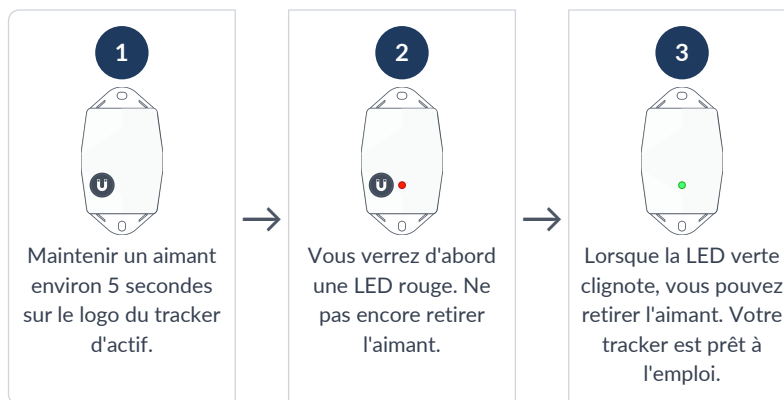 1
Maintenir un aimant
environ 5 secondes
sur le logo du tracker
d'actif.
2
Vous verrez d'abord
une LED rouge. Ne
pas encore retirer
l'aimant.
3
Lorsque la LED verte
clignote, vous pouvez
retirer l'aimant. Votre
tracker est prêt à
l'emploi.